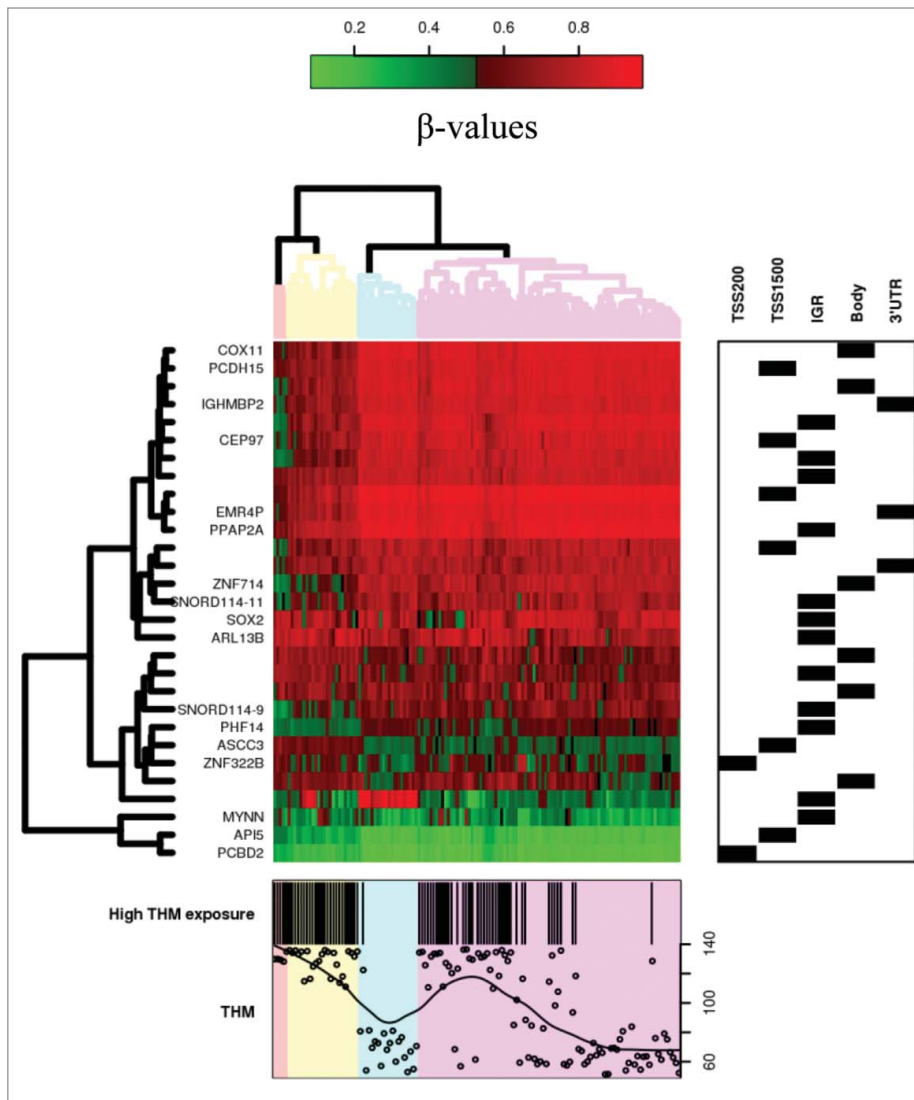 0.2 0.4 0.6 0.8
β-values
TSS200 TSS1500 IGR Body 3'UTR
COX11
PCDH15
IGHMBP2
CEP97
EMR4P
PPAP2A
ZNF714
SNORD114-11
SOX2
ARL13B
SNORD114-9
PHF14
ASCC3
ZNF322B
MYNN
API5
PCBD2
High THM exposure
140
THM
100
60